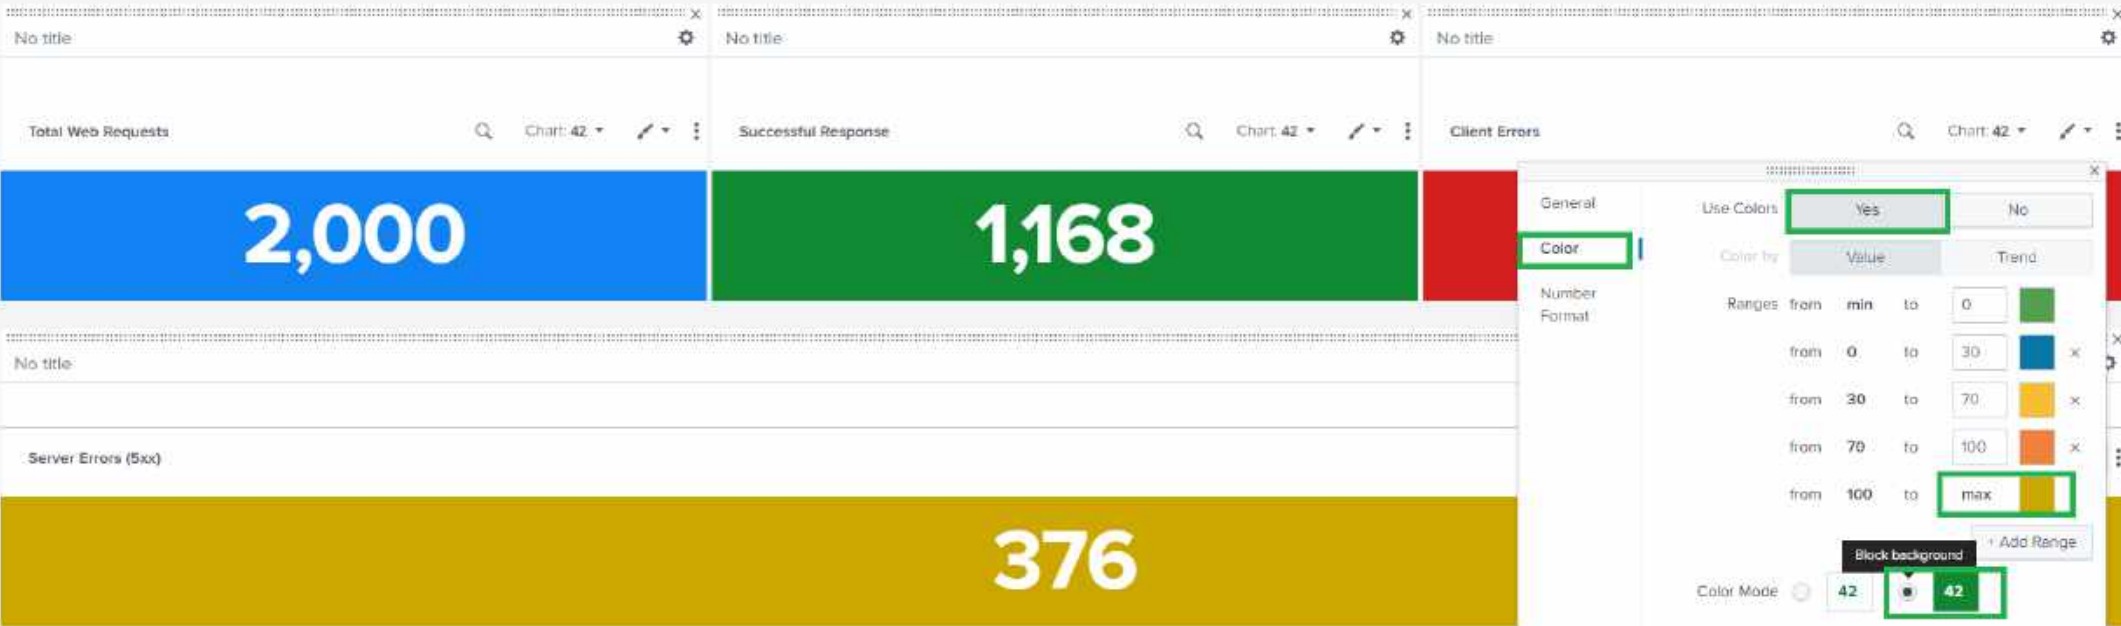 No title
No title
No title
Total Web Requests Chart: 42
Successful Response Chart: 42
Client Errors Chart: 42
2,000
1,168
General
Color
Number
Format
Use Colors Yes No
Color by Value Trend
Ranges from min to 0
from 0 to 30
from 30 to 70
from 70 to 100
from 100 to max
+ Add Range
Block background
Color Mode 42 42
No title
Server Errors (5xx)
376